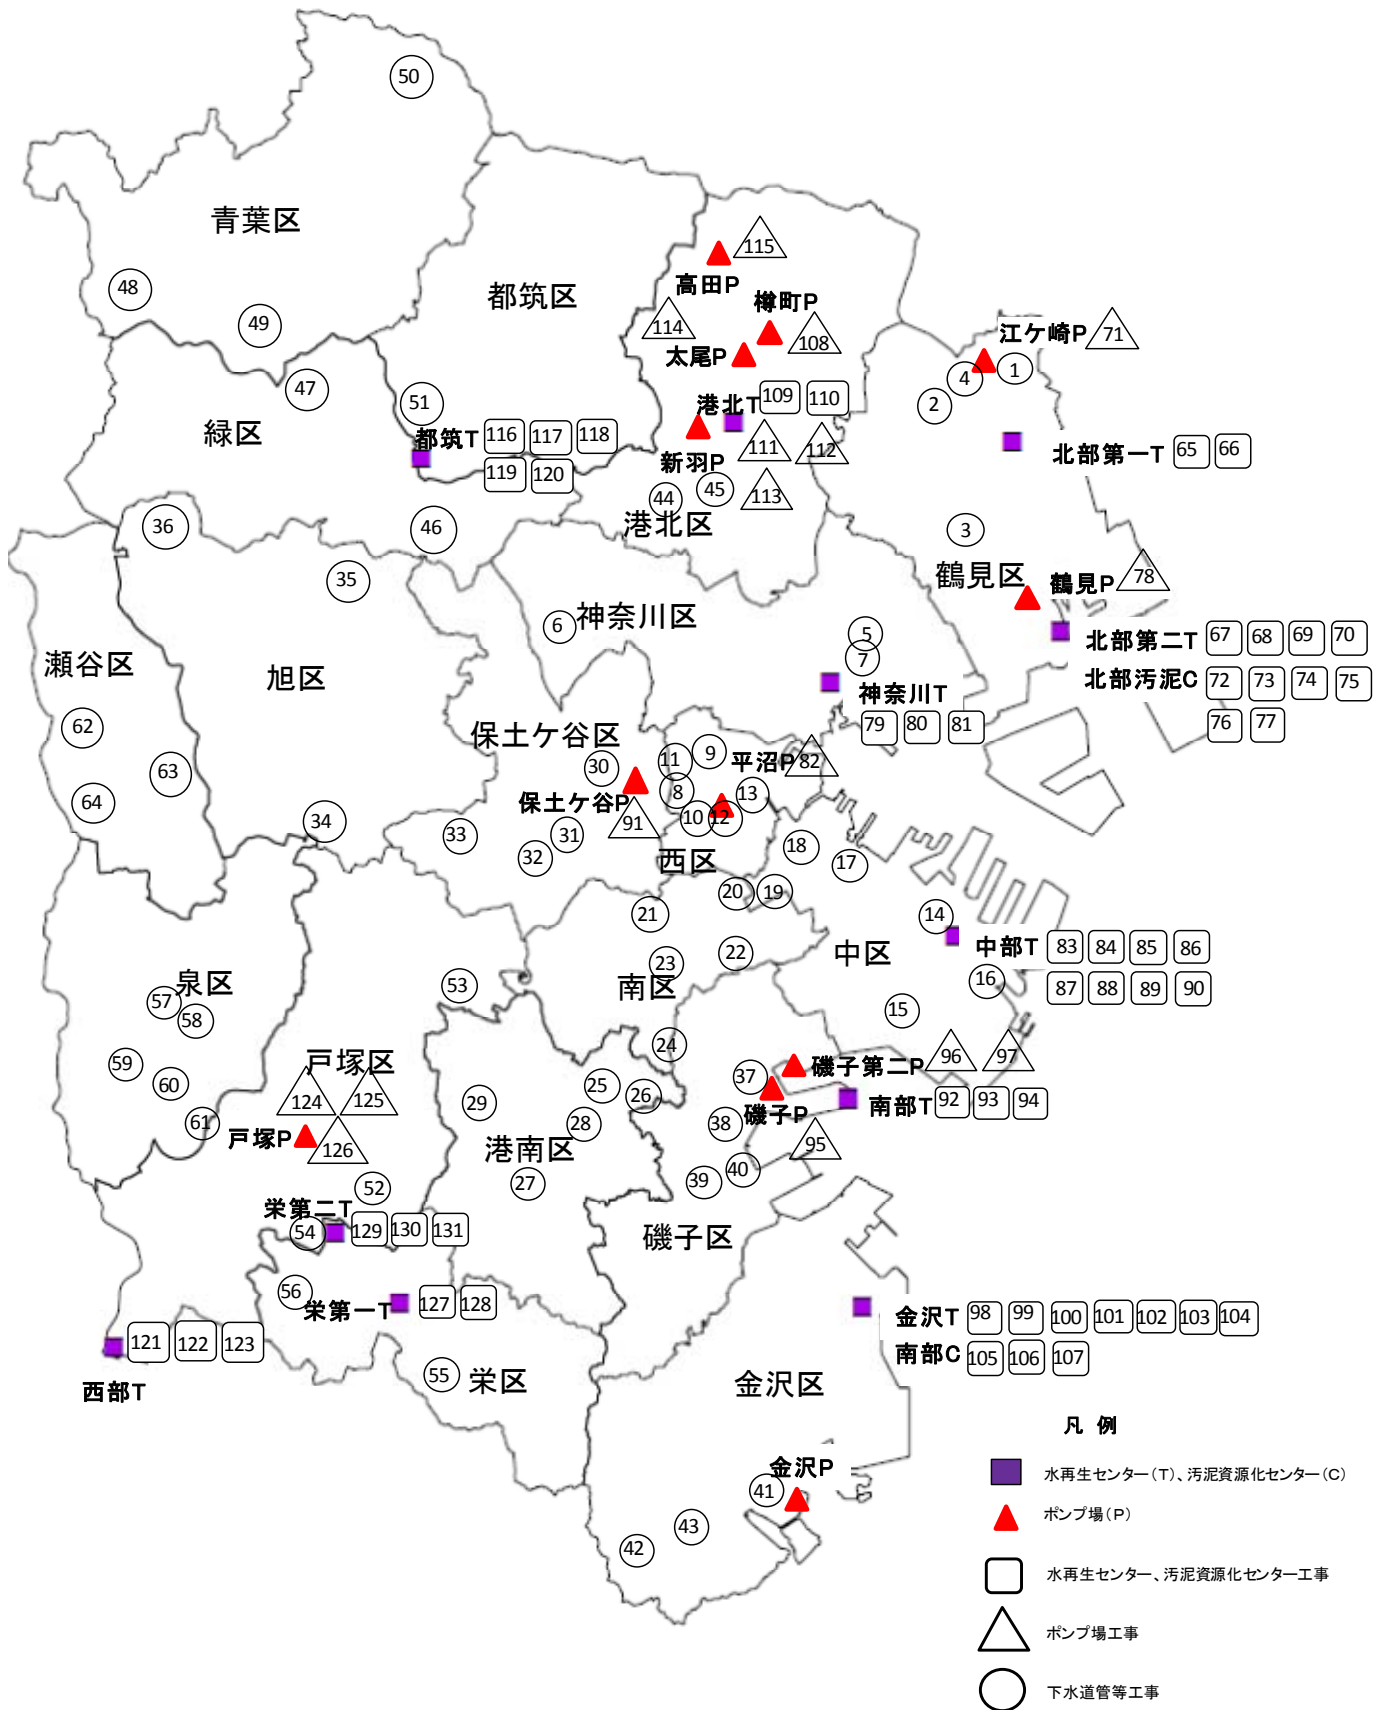 50
青葉区
115
48
高田P
都筑区
樽町P
114
108
71
49
江ケ崎P
太尾P
1
4
47
2
51
港北T 109 110
緑区
都筑T 116 117 118
111
112
北部第一T 65 66
新羽P
119 120
45
113
44
36
46
港北区
3
35
鶴見区
鶴見P
78
神奈川区
6
5
北部第二T 67 68 69 70
7
瀬谷区
旭区
北部汚泥C 72 73 74 75
神奈川T
62
保土ケ谷区
79 80 81
76 77
9
11
平沼P
82
30
63
8
13
64
保土ケ谷P
10
12
34
91
33
31
18
32
西区
17
20
19
21
14
22
中区
中部T 83 84 85 86
23
53
泉区
南区
16
57
87 88 89 90
58
15
24
96
97
59
戸塚区
磯子第二P
37
60
25
26
124
125
29
磯子P
南部T 92 93 94
61
28
38
戸塚P
126
港南区
95
40
27
39
52
栄第二T
54
129 130 131
磯子区
56
栄第一T 127 128
金沢T 98 99 100 101 102 103 104
121 122 123
南部C 105 106 107
55
栄区
金沢区
西部T
凡 例
金沢P
水再生センター(T)、汚泥資源化センター(C)
41
ポンプ場(P)
43
42
水再生センター、汚泥資源化センター工事
ポンプ場工事
下水道管等工事